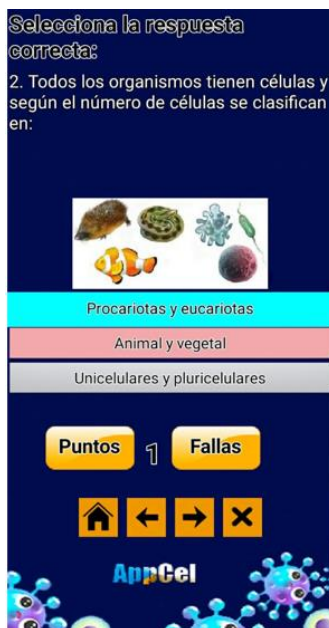 Selecciona la respuesta
correcta:
2. Todos los organismos tienen células y
según el número de células se clasifican
en:
Procariotas y eucariotas
Animal y vegetal
Unicelulares y pluricelulares
Puntos 1 Fallas
AppCel